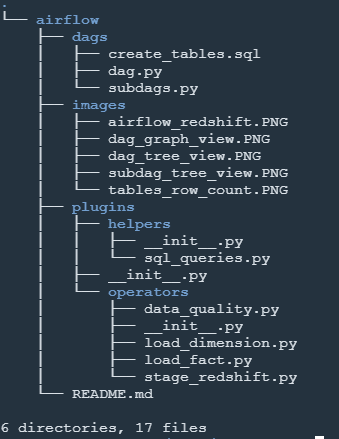 .
└── airflow
    ├── dags
    │   ├── create_tables.sql
    │   ├── dag.py
    │   └── subdags.py
    ├── images
    │   ├── airflow_redshift.PNG
    │   ├── dag_graph_view.PNG
    │   ├── dag_tree_view.PNG
    │   ├── subdag_tree_view.PNG
    │   └── tables_row_count.PNG
    ├── plugins
    │   ├── helpers
    │   │   ├── __init__.py
    │   │   └── sql_queries.py
    │   ├── __init__.py
    │   └── operators
    │       ├── data_quality.py
    │       ├── __init__.py
    │       ├── load_dimension.py
    │       ├── load_fact.py
    │       └── stage_redshift.py
    └── README.md
6 directories, 17 files